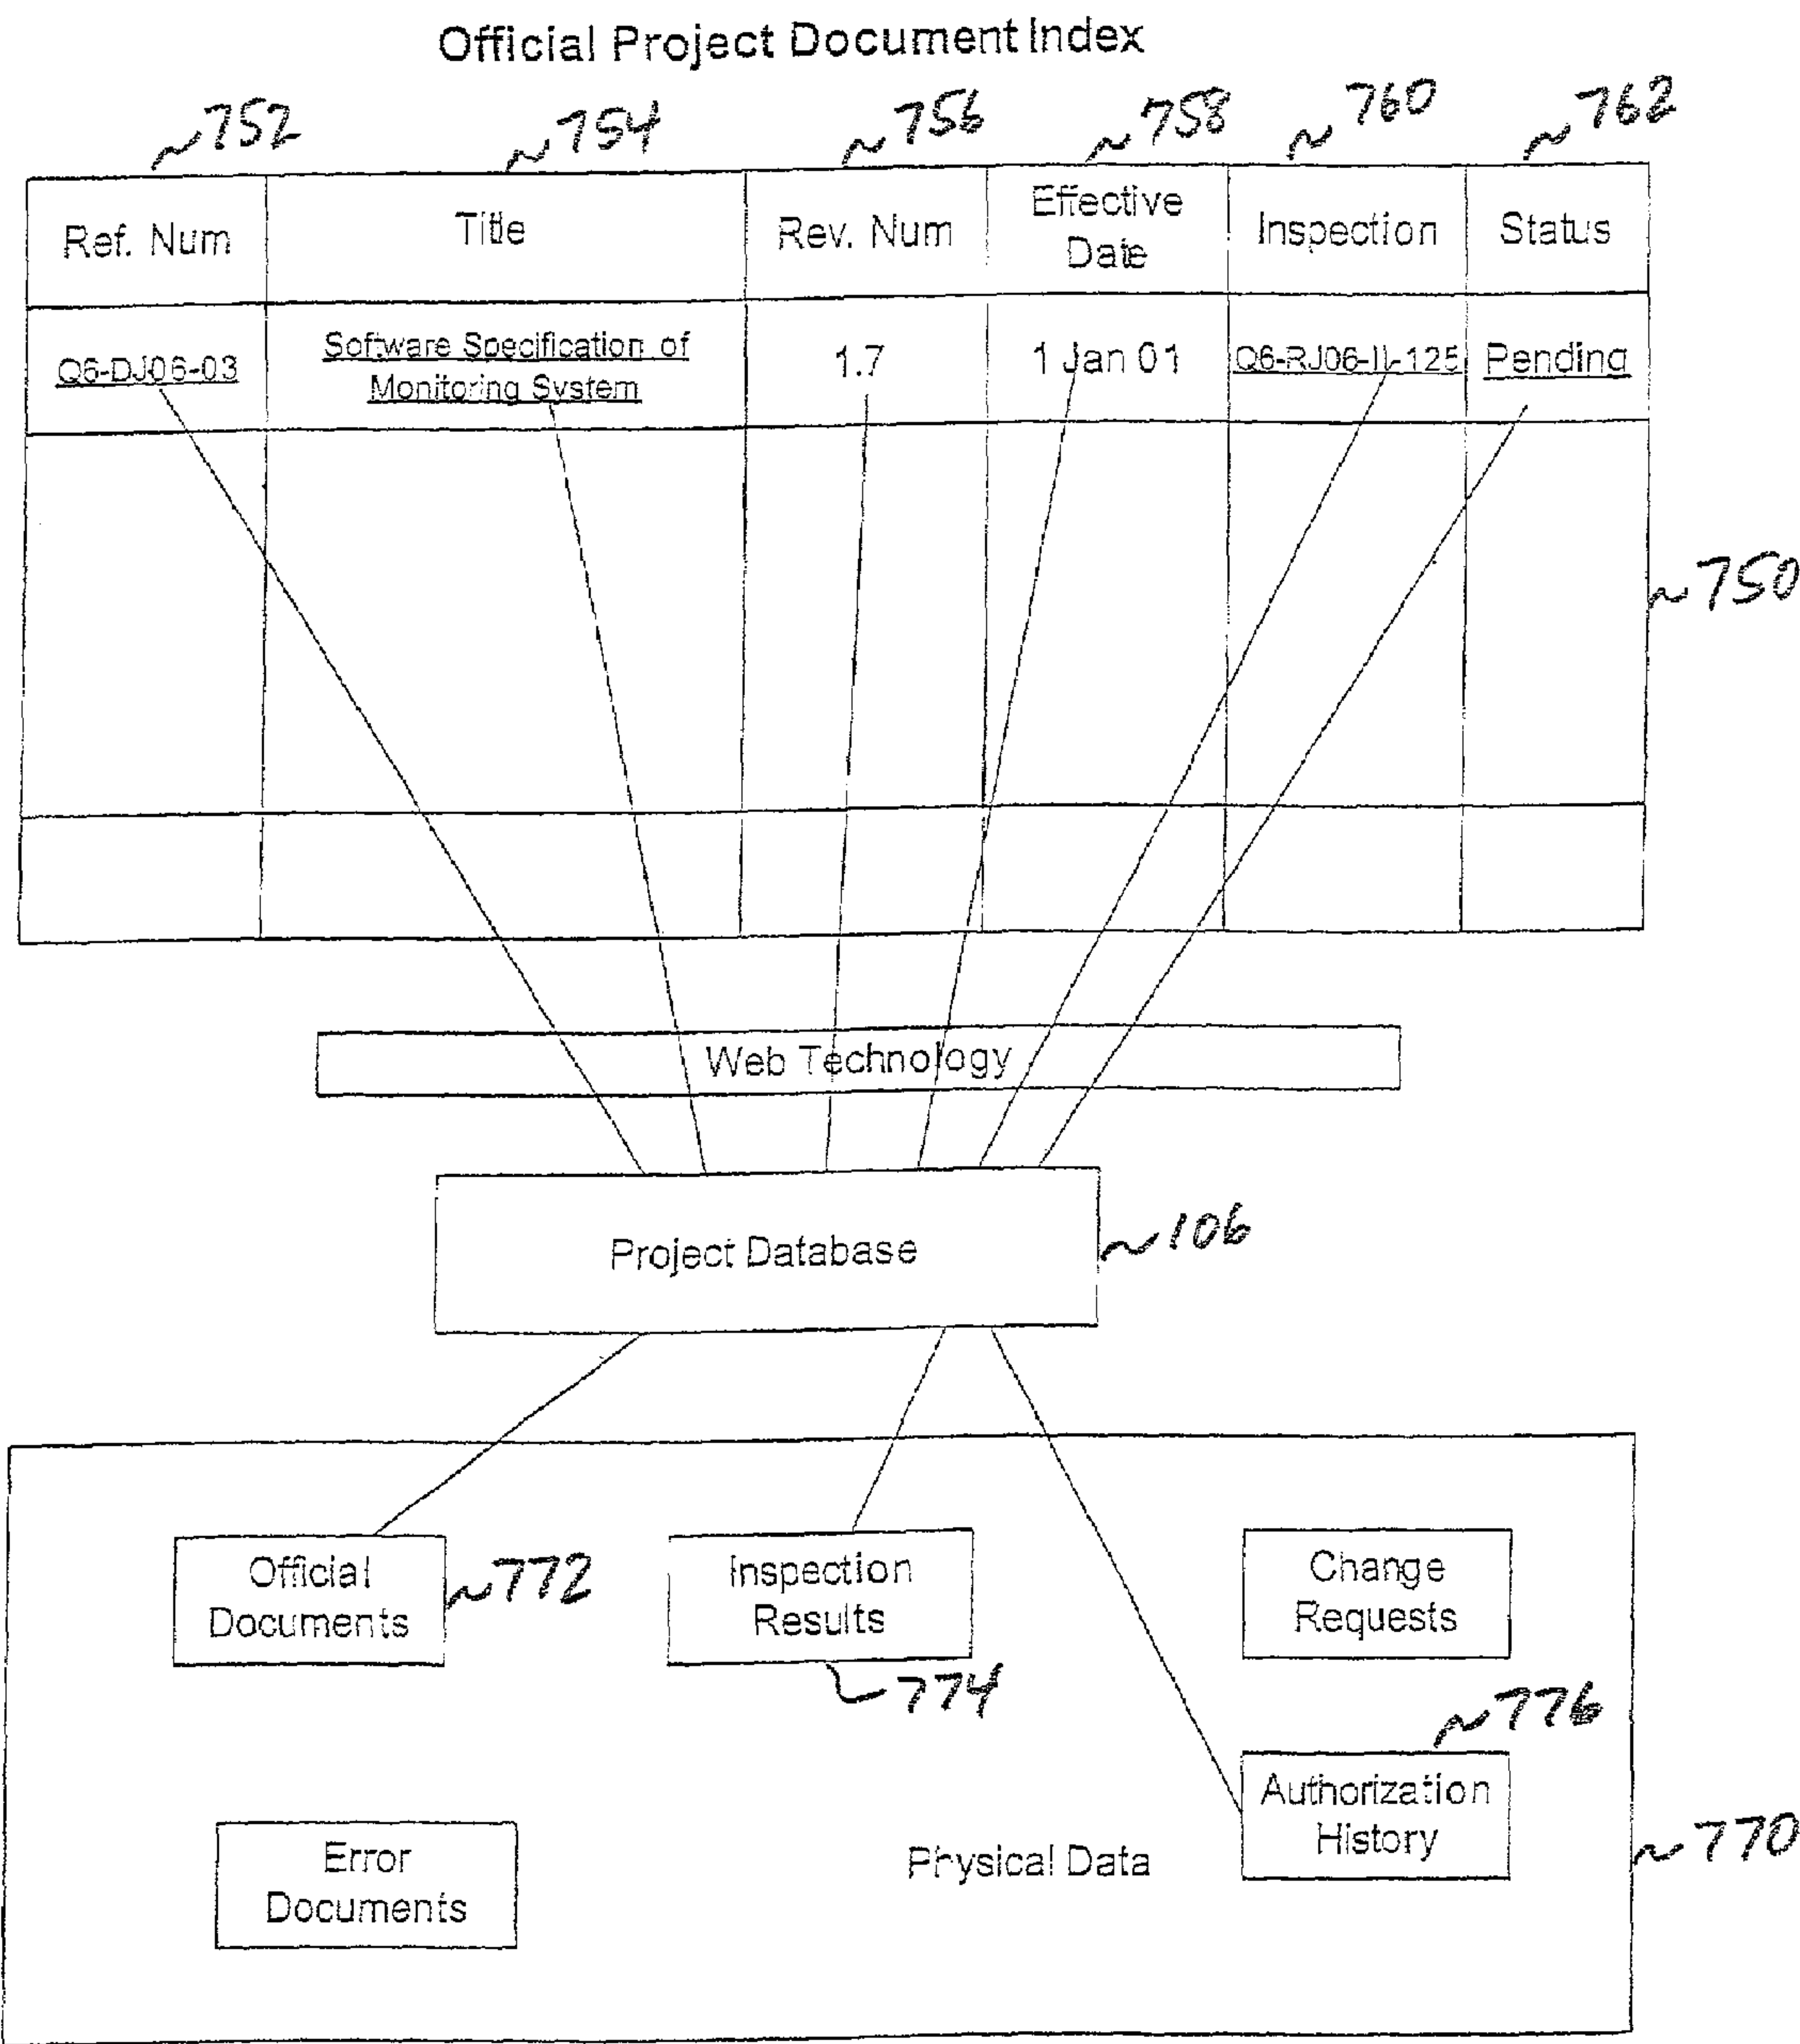 Official Project Document Index
~752 ~754 ~756 ~758 ~760 ~762
Ref. Num
Title
Rev. Num
Effective
Date
Inspection
Status
Q6-DJ06-03
Software Specification of
Monitoring System
1.7
1 Jan 01
Q6-RJ06-II-125
Pending
~750
Web Technology
Project Database
~106
Official
Documents
~772
Inspection
Results
774
Change
Requests
~776
Authorization
History
Error
Documents
Physical Data
~770